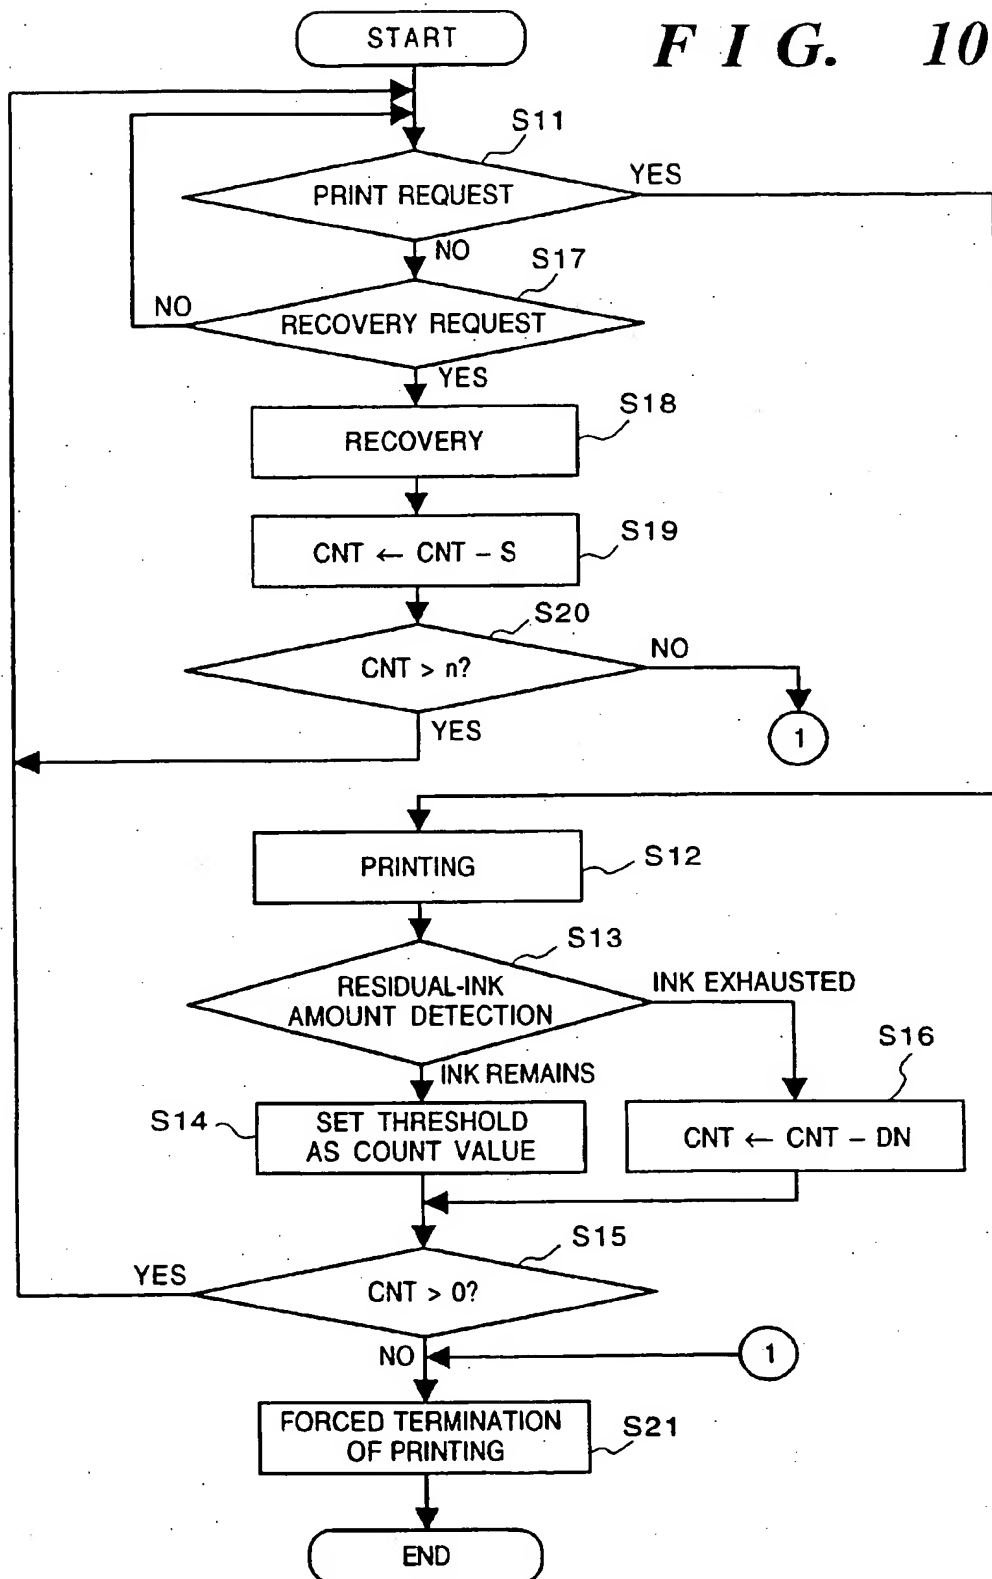 START
FIG. 10
S11
PRINT REQUEST
YES
NO
S17
NO
RECOVERY REQUEST
YES
S18
RECOVERY
S19
CNT ← CNT – S
S20
CNT > n?
NO
YES
1
PRINTING
S12
S13
RESIDUAL-INK
AMOUNT DETECTION
INK EXHAUSTED
S16
INK REMAINS
S14
SET THRESHOLD
AS COUNT VALUE
CNT ← CNT – DN
S15
YES
CNT > 0?
NO
1
FORCED TERMINATION
OF PRINTING
S21
END